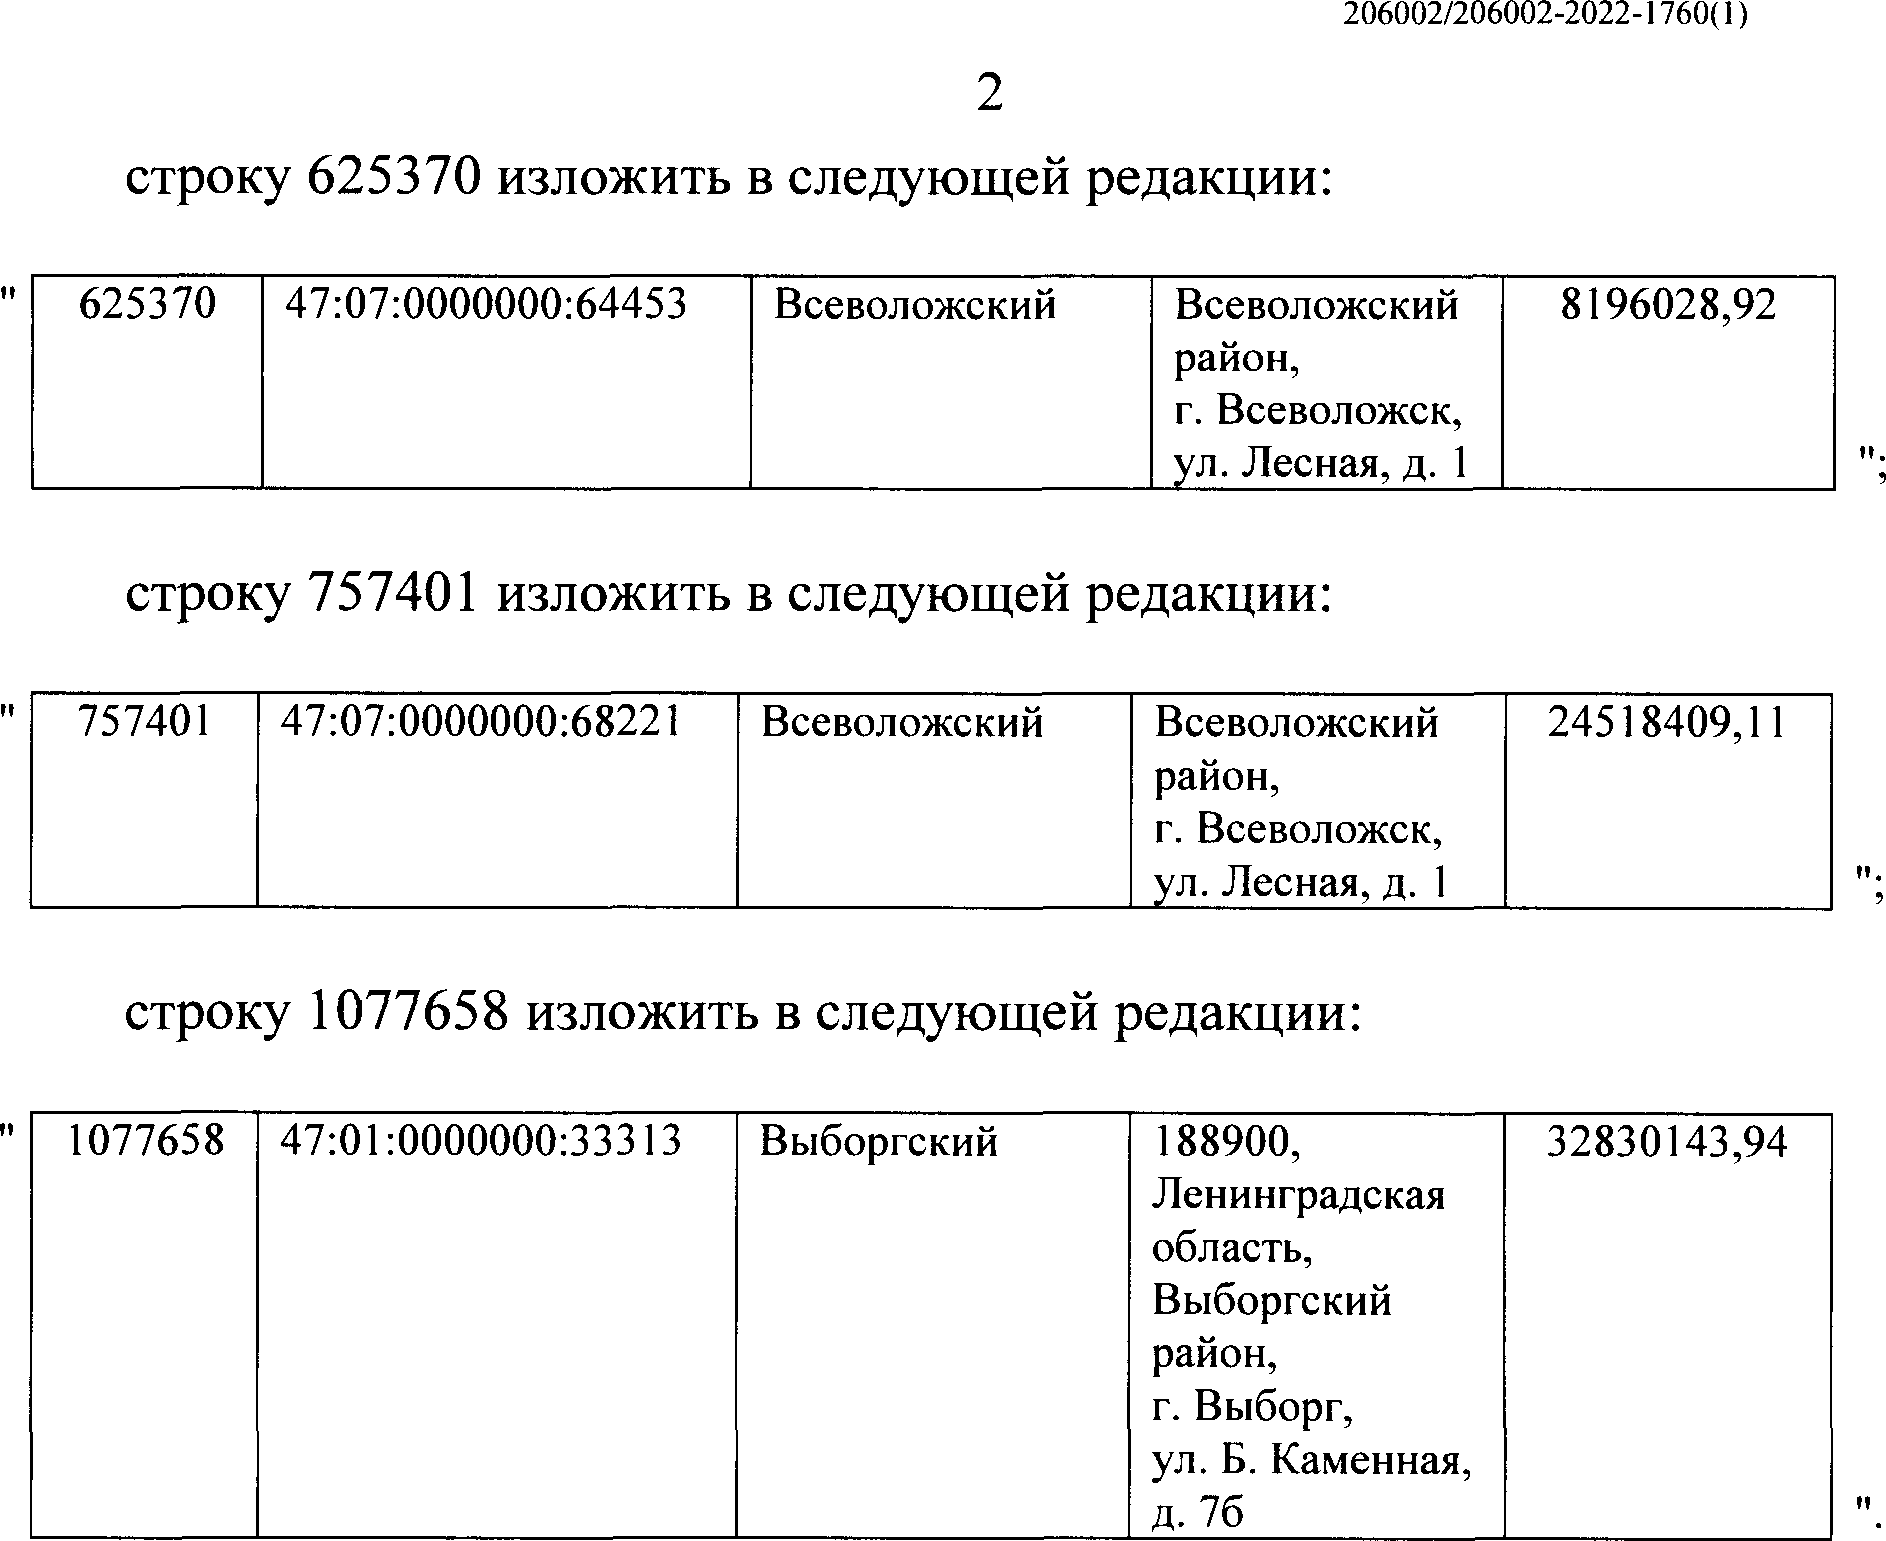 206002/206002-2022-1760(1)
2
строку 625370 изложить в следующей редакции:
" 625370 47:07:0000000:64453 Всеволожский Всеволожский 8196028,92
район,
г. Всеволожск,
ул. Лесная, д. 1 ";
строку 757401 изложить в следующей редакции:
" 757401 47:07:0000000:68221 Всеволожский Всеволожский 24518409,11
район,
г. Всеволожск,
ул. Лесная, д. 1 ";
строку 1077658 изложить в следующей редакции:
" 1077658 47:01:0000000:33313 Выборгский 188900, 32830143,94
Ленинградская
область,
Выборгский
район,
г. Выборг,
ул. Б. Каменная,
д. 7б ".